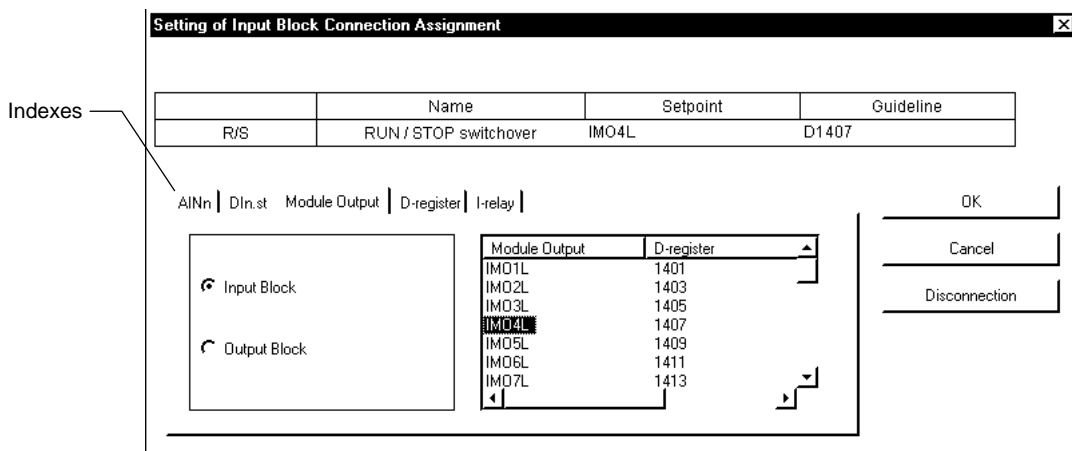 Setting of Input Block Connection Assignment
Indexes
Name Setpoint Guideline
R/S RUN / STOP switchover IMO4L D1407
AINn DIn.st Module Output D-register I-relay
OK
Cancel
Disconnection
Input Block
Output Block
Module Output D-register
IMO1L 1401
IMO2L 1403
IMO3L 1405
IMO4L 1407
IMO5L 1409
IMO6L 1411
IMO7L 1413